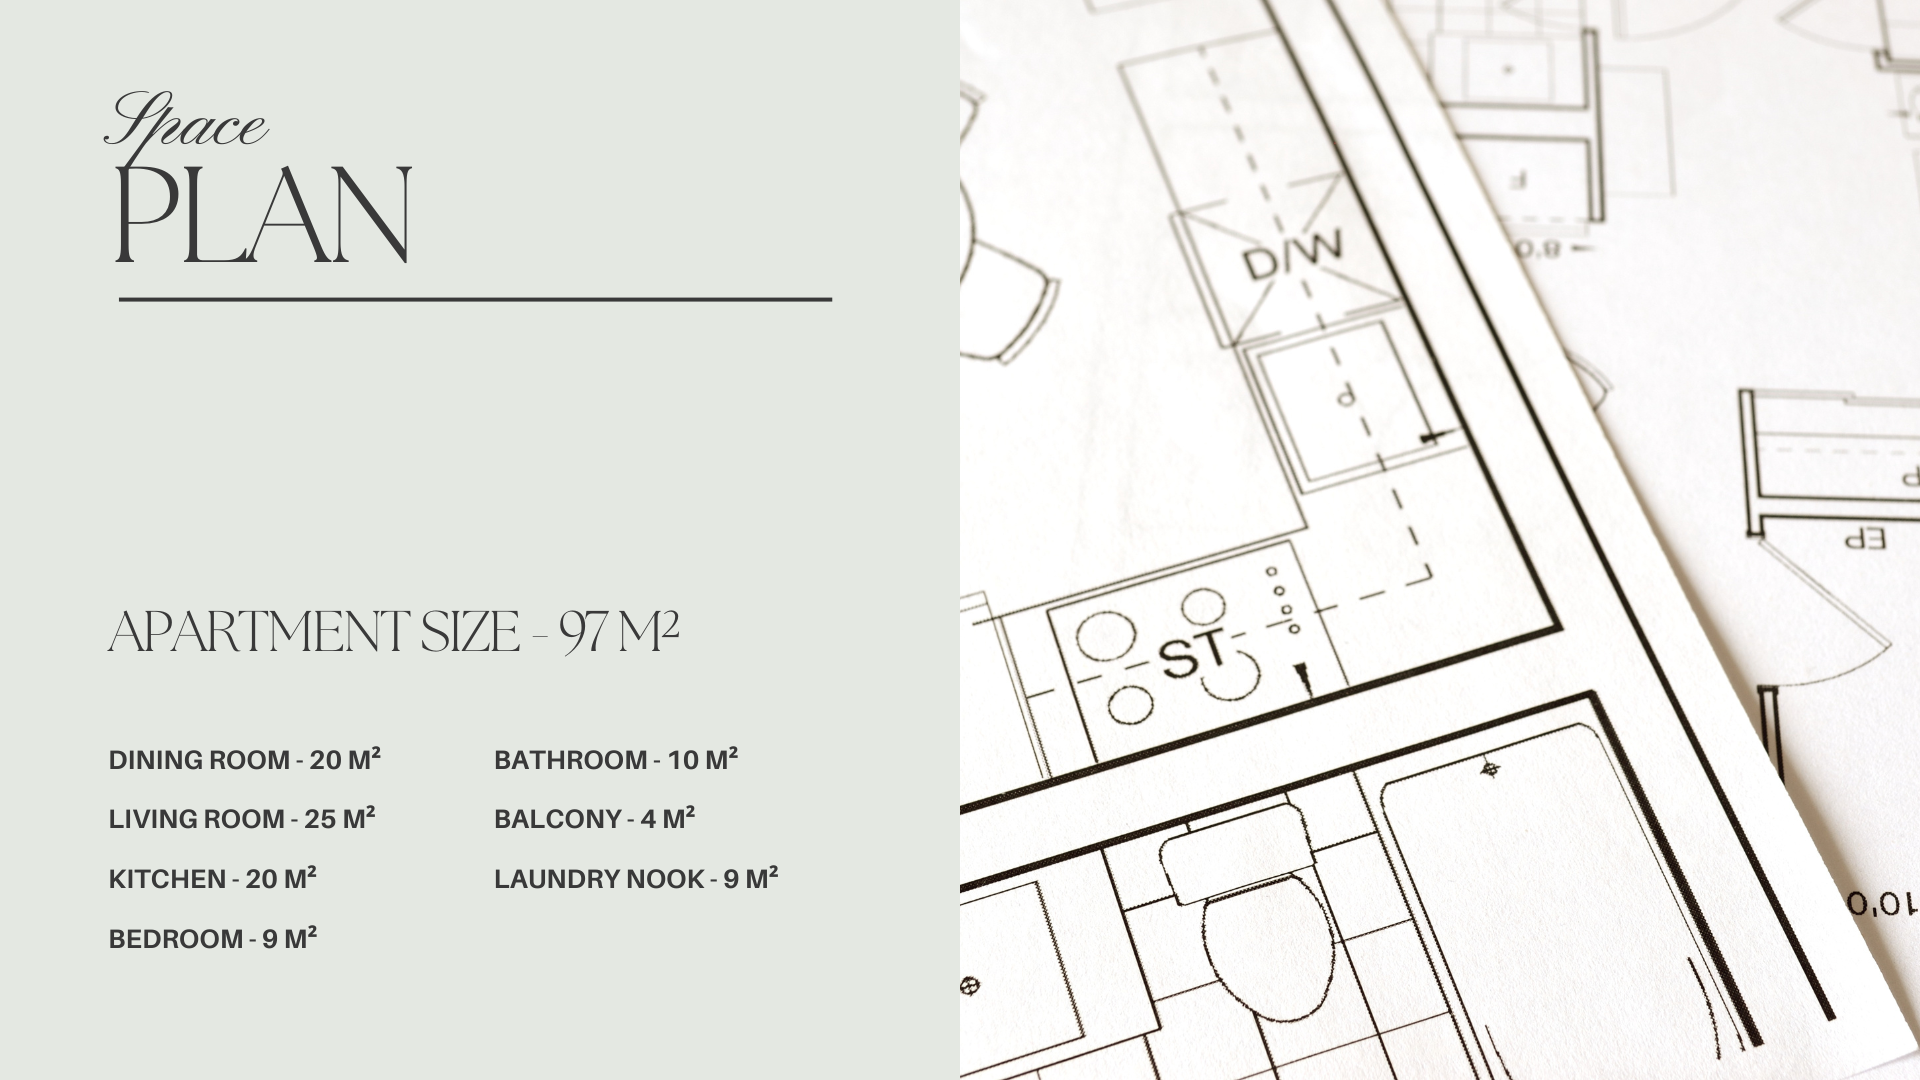 Space
PLAN
APARTMENT SIZE - 97 M²
DINING ROOM - 20 M²
LIVING ROOM - 25 M²
KITCHEN - 20 M²
BEDROOM - 9 M²
BATHROOM - 10 M²
BALCONY - 4 M²
LAUNDRY NOOK - 9 M²
D/W
P
ST
F
8'0
EP
P
10'0